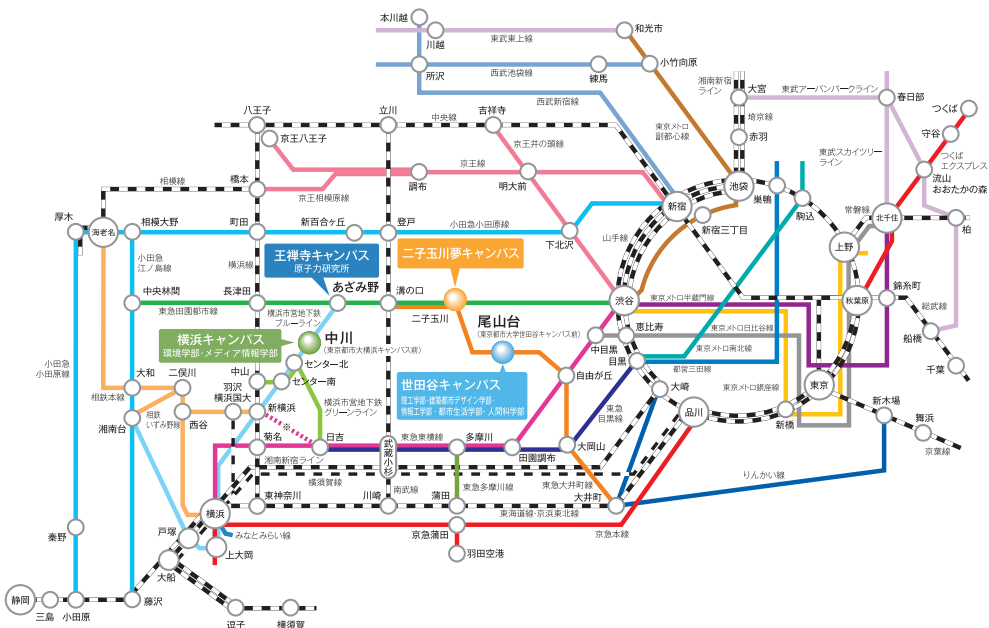 本川越
川越
和光市
東武東上線
所沢
練馬
小竹向原
西武池袋線
湘南新宿
ライン
大宮
東武アーバンパークライン
春日部
西武新宿線
つくば
八王子
立川
吉祥寺
中央線
埼京線
東京メトロ
副都心線
守谷
京王八王子
京王井の頭線
赤羽
東武スカイツリー
ライン
つくば
エクスプレス
京王線
流山
おおたかの森
橋本
相模線
調布
明大前
京王相模原線
池袋
巣鴨
新宿
駒込
常磐線
北千住
柏
厚木
相模大野
町田
新百合ヶ丘
登戸
小田急小田原線
新宿三丁目
海老名
下北沢
山手線
上野
小田急
江ノ島線
横浜線
王禅寺キャンパス
原子力研究所
二子玉川夢キャンパス
中央林間
長津田
あざみ野
溝の口
渋谷
東京メトロ半蔵門線
秋葉原
錦糸町
東急田園都市線
横浜市営地下鉄
ブルーライン
二子玉川
尾山台
(東京都市大学世田谷キャンパス前)
恵比寿
東京メトロ日比谷線
総武線
横浜キャンパス
環境学部・メディア情報学部
中川
(東京都市大横浜キャンパス前)
中目黒
東京メトロ南北線
船橋
センター北
目黒
都営三田線
千葉
小田急
小田原線
大和
二俣川
中山
センター南
世田谷キャンパス
理工学部・建築都市デザイン学部・
情報工学部・都市生活学部・人間科学部
自由が丘
東京
羽沢
横浜国大
大崎
東京メトロ銀座線
相鉄本線
新横浜
横浜市営地下鉄
グリーンライン
東急
目黒線
品川
新木場
相鉄
いずみ野線
西谷
※
新橋
舞浜
湘南台
菊名
日吉
東急東横線
武蔵小杉
多摩川
田園調布
大岡山
京葉線
湘南新宿ライン
横須賀線
南武線
東急多摩川線
東急大井町線
りんかい線
東神奈川
川崎
蒲田
大井町
横浜
東海道線・京浜東北線
秦野
戸塚
みなとみらい線
京急蒲田
京急本線
上大岡
羽田空港
大船
静岡
三島
小田原
藤沢
逗子
横須賀